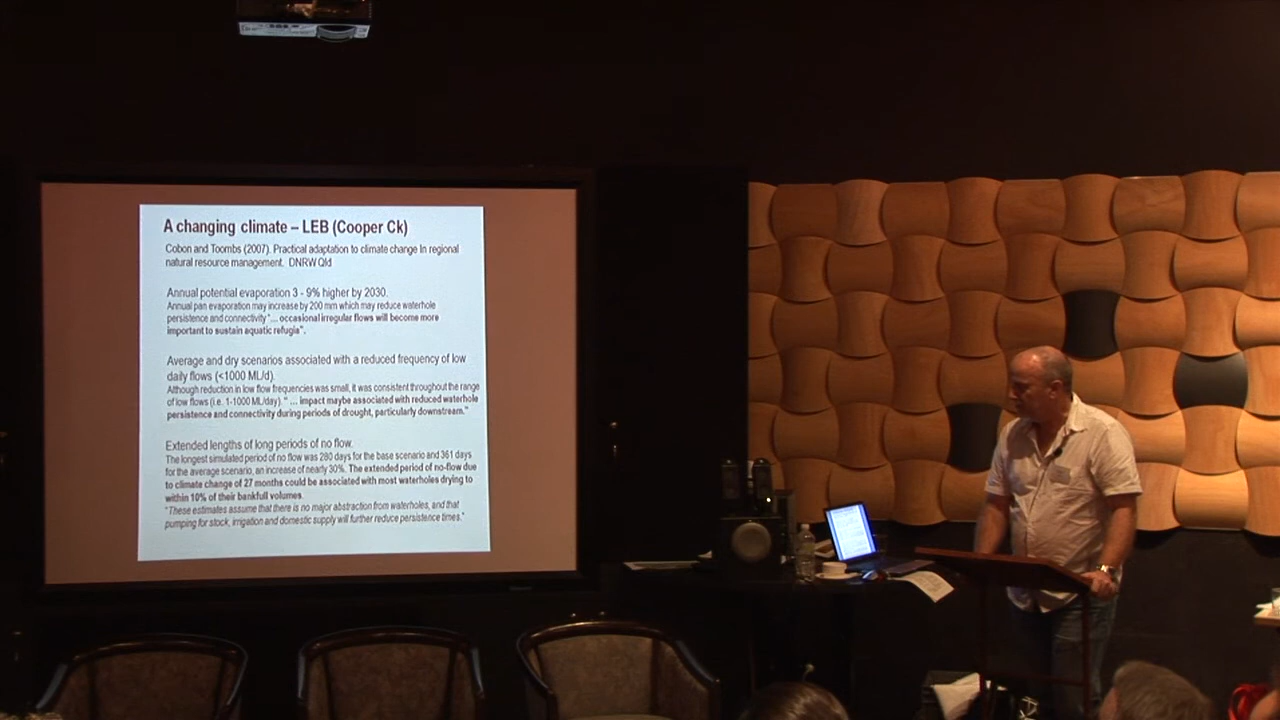 A changing climate – LEB (Cooper Ck)
Cobon and Toombs (2007). Practical adaptation to climate change In regional
natural resource management. DNRW Qld
Annual potential evaporation 3 - 9% higher by 2030.
Annual pan evaporation may increase by 200 mm which may reduce waterhole
persistence and connectivity "... occasional irregular flows will become more
important to sustain aquatic refugia".
Average and dry scenarios associated with a reduced frequency of low
daily flows (<1000 ML/d).
Although reduction in low flow frequencies was small, it was consistent throughout the range
of low flows (i.e. 1-1000 ML/day). " ... impact maybe associated with reduced waterhole
persistence and connectivity during periods of drought, particularly downstream."
Extended lengths of long periods of no flow.
The longest simulated period of no flow was 280 days for the base scenario and 361 days
for the average scenario, an increase of nearly 30%. The extended period of no-flow due
to climate change of 27 months could be associated with most waterholes drying to
within 10% of their bankfull volumes.
"These estimates assume that there is no major abstraction from waterholes, and that
pumping for stock, irrigation and domestic supply will further reduce persistence times."